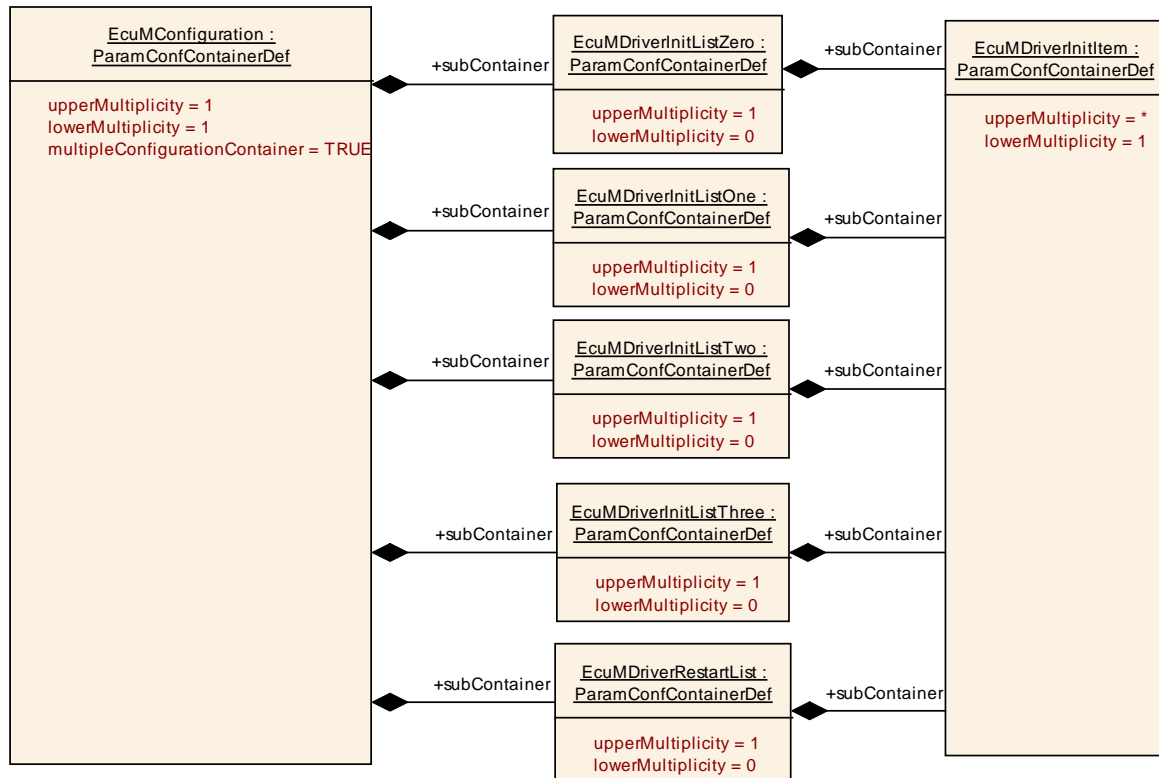 EcuMConfiguration :
ParamConfContainerDef
upperMultiplicity = 1
lowerMultiplicity = 1
multipleConfigurationContainer = TRUE
+subContainer
EcuMDriverInitListZero :
ParamConfContainerDef
upperMultiplicity = 1
lowerMultiplicity = 0
+subContainer
EcuMDriverInitItem :
ParamConfContainerDef
upperMultiplicity = *
lowerMultiplicity = 1
+subContainer
EcuMDriverInitListOne :
ParamConfContainerDef
upperMultiplicity = 1
lowerMultiplicity = 0
+subContainer
+subContainer
EcuMDriverInitListTwo :
ParamConfContainerDef
upperMultiplicity = 1
lowerMultiplicity = 0
+subContainer
+subContainer
EcuMDriverInitListThree :
ParamConfContainerDef
upperMultiplicity = 1
lowerMultiplicity = 0
+subContainer
+subContainer
EcuMDriverRestartList :
ParamConfContainerDef
upperMultiplicity = 1
lowerMultiplicity = 0
+subContainer